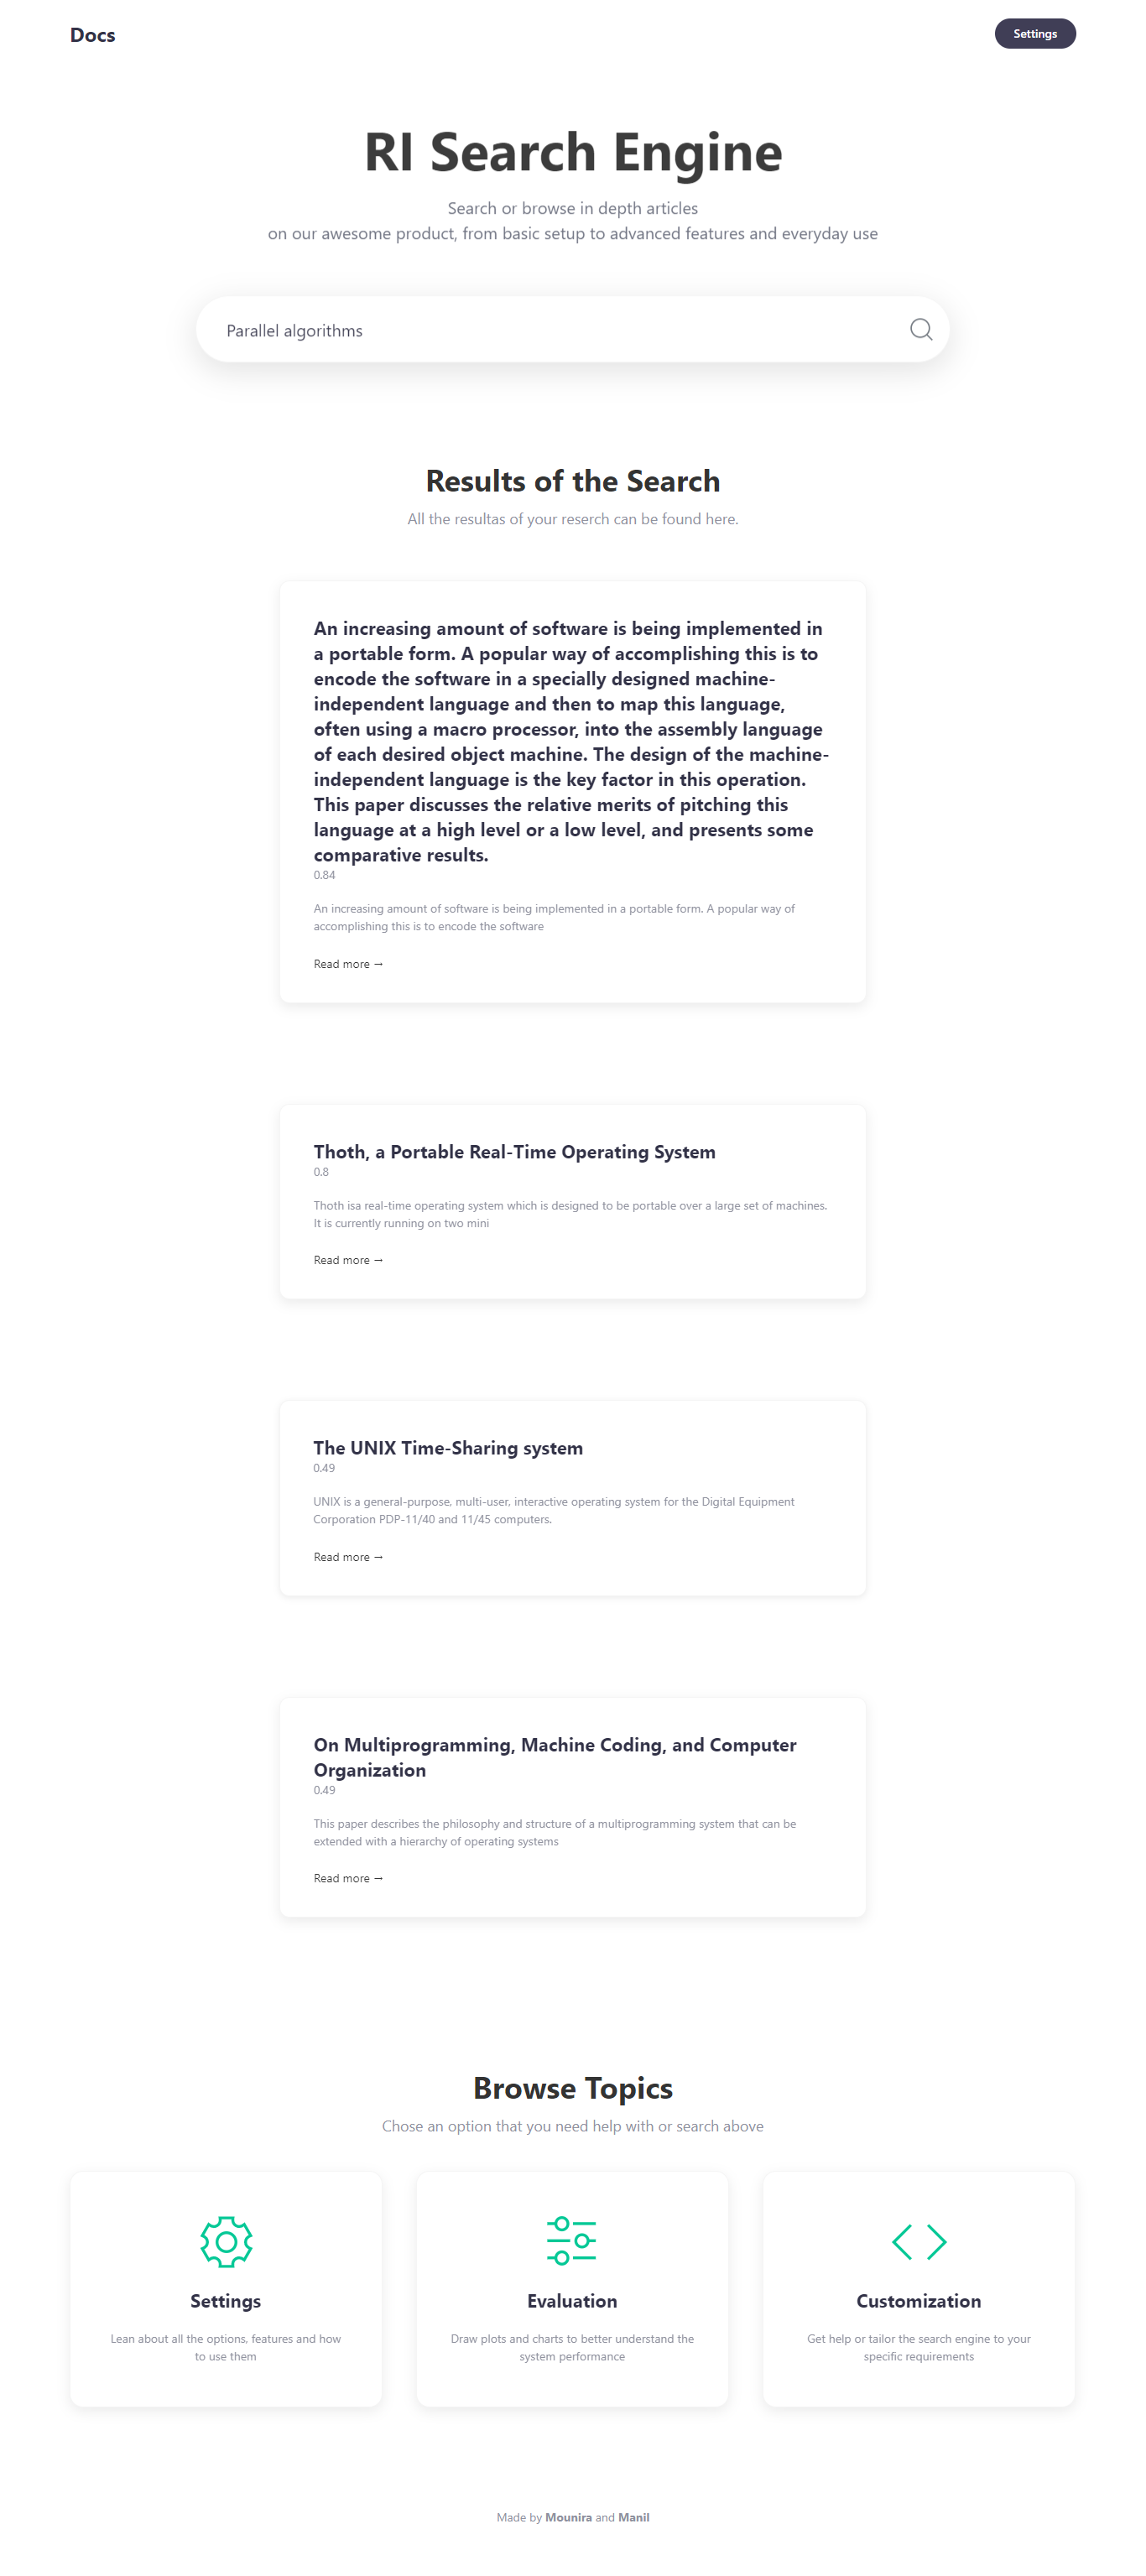 Docs
Settings
RI Search Engine
Search or browse in depth articles
on our awesome product, from basic setup to advanced features and everyday use
Parallel algorithms
Results of the Search
All the resultas of your reserch can be found here.
An increasing amount of software is being implemented in
a portable form. A popular way of accomplishing this is to
encode the software in a specially designed machine-
independent language and then to map this language,
often using a macro processor, into the assembly language
of each desired object machine. The design of the machine-
independent language is the key factor in this operation.
This paper discusses the relative merits of pitching this
language at a high level or a low level, and presents some
comparative results.
0.84
An increasing amount of software is being implemented in a portable form. A popular way of
accomplishing this is to encode the software
Read more →
Thoth, a Portable Real-Time Operating System
0.8
Thoth isa real-time operating system which is designed to be portable over a large set of machines.
It is currently running on two mini
Read more →
The UNIX Time-Sharing system
0.49
UNIX is a general-purpose, multi-user, interactive operating system for the Digital Equipment
Corporation PDP-11/40 and 11/45 computers.
Read more →
On Multiprogramming, Machine Coding, and Computer
Organization
0.49
This paper describes the philosophy and structure of a multiprogramming system that can be
extended with a hierarchy of operating systems
Read more →
Browse Topics
Chose an option that you need help with or search above
Settings
Lean about all the options, features and how
to use them
Evaluation
Draw plots and charts to better understand the
system performance
Customization
Get help or tailor the search engine to your
specific requirements
Made by Mounira and Manil